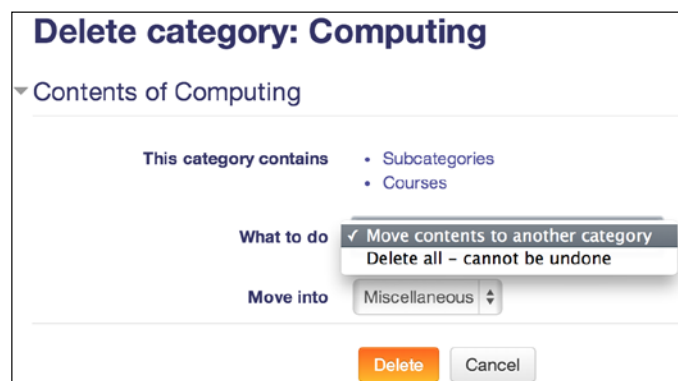 Delete category: Computing
Contents of Computing
This category contains • Subcategories
• Courses
What to do ✓ Move contents to another category
Delete all – cannot be undone
Move into Miscellaneous
Delete Cancel